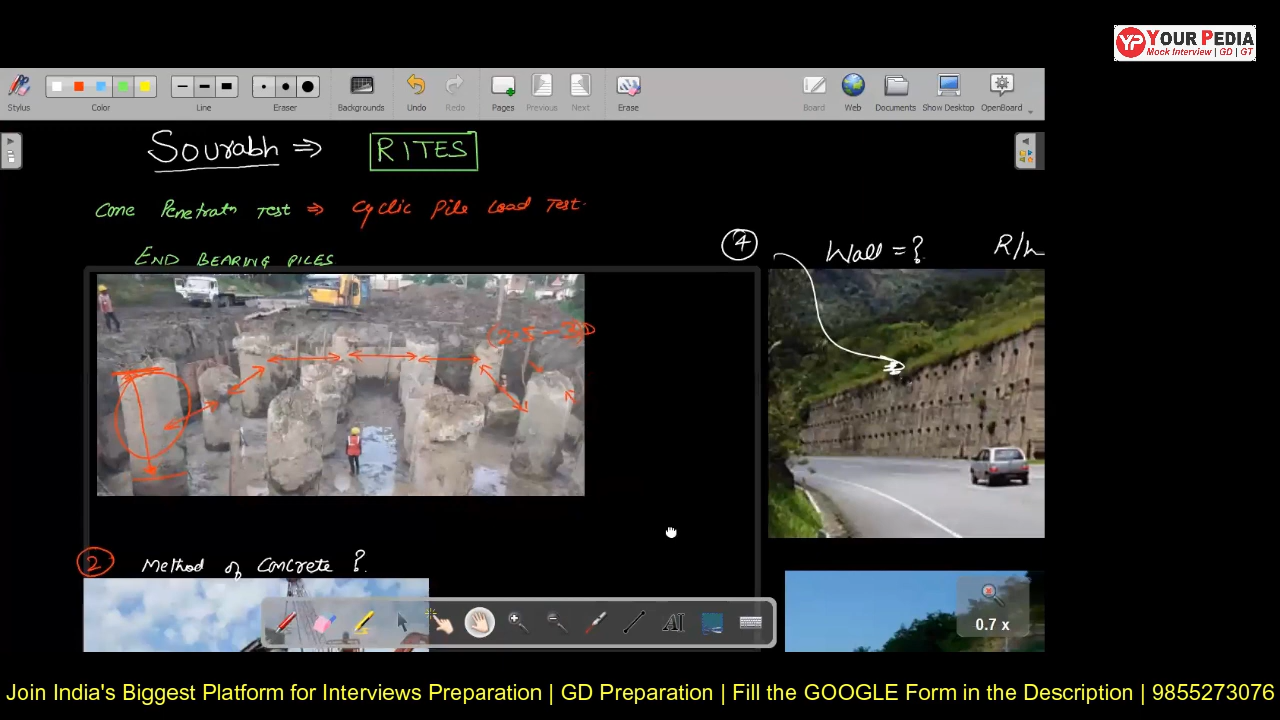 YOUR PEDIA
Mock Interview | GD | GT
Stylus
Color
Line
Eraser
Backgrounds
Undo
Redo
Pages
Previous
Next
Erase
Board
Web
Documents
Show Desktop
OpenBoard
Sourabh ⇒ RITES
Cone Penetratn Test ⇒ Cyclic Pile Load Test.
END BEARING PILES
4 Wall = ?
(2.5 - 3)D
2 Method of Concrete ?
0.7 x
Join India's Biggest Platform for Interviews Preparation | GD Preparation | Fill the GOOGLE Form in the Description | 9855273076